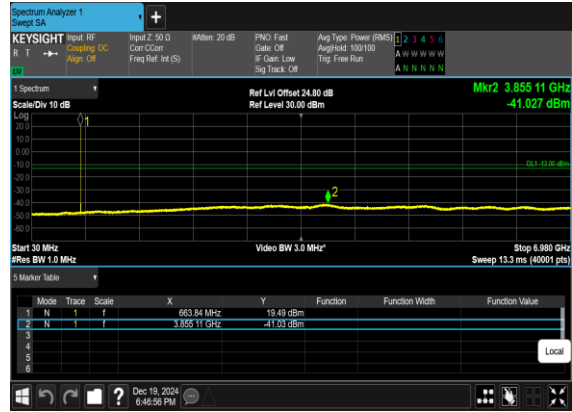 Spectrum Analyzer 1
Swept SA
+
KEYSIGHT Input: RF Input Z: 50 Ω #Atten: 20 dB PNO: Fast Avg Type: Power (RMS) 1 2 3 4 5 6
R T Coupling: DC Corr CCorr Gate: Off Avg|Hold: 100/100 A W W W W W
Align: Off Freq Ref: Int (S) IF Gain: Low Trig: Free Run
Sig Track: Off A N N N N N
1 Spectrum Ref Lvl Offset 24.80 dB Mkr2 3.855 11 GHz
Scale/Div 10 dB Ref Level 30.00 dBm -41.027 dBm
Log
20.0
10.0
0.00
-10.0
-20.0
-30.0
-40.0
-50.0
-60.0
1
2
DL1 -13.00 dBm
Start 30 MHz Video BW 3.0 MHz* Stop 6.980 GHz
#Res BW 1.0 MHz Sweep 13.3 ms (40001 pts)
5 Marker Table
Mode Trace Scale X Y Function Function Width Function Value
1 N 1 f 663.84 MHz 19.49 dBm
2 N 1 f 3.855 11 GHz -41.03 dBm
3
4
5
6
Local
? Dec 19, 2024
6:46:56 PM